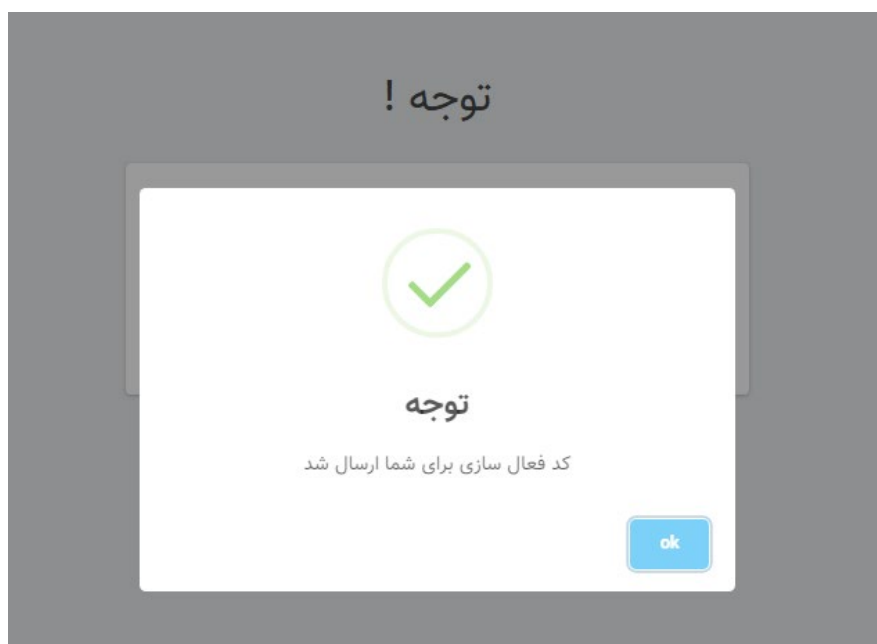 توجه !
توجه
کد فعال سازی برای شما ارسال شد
ok